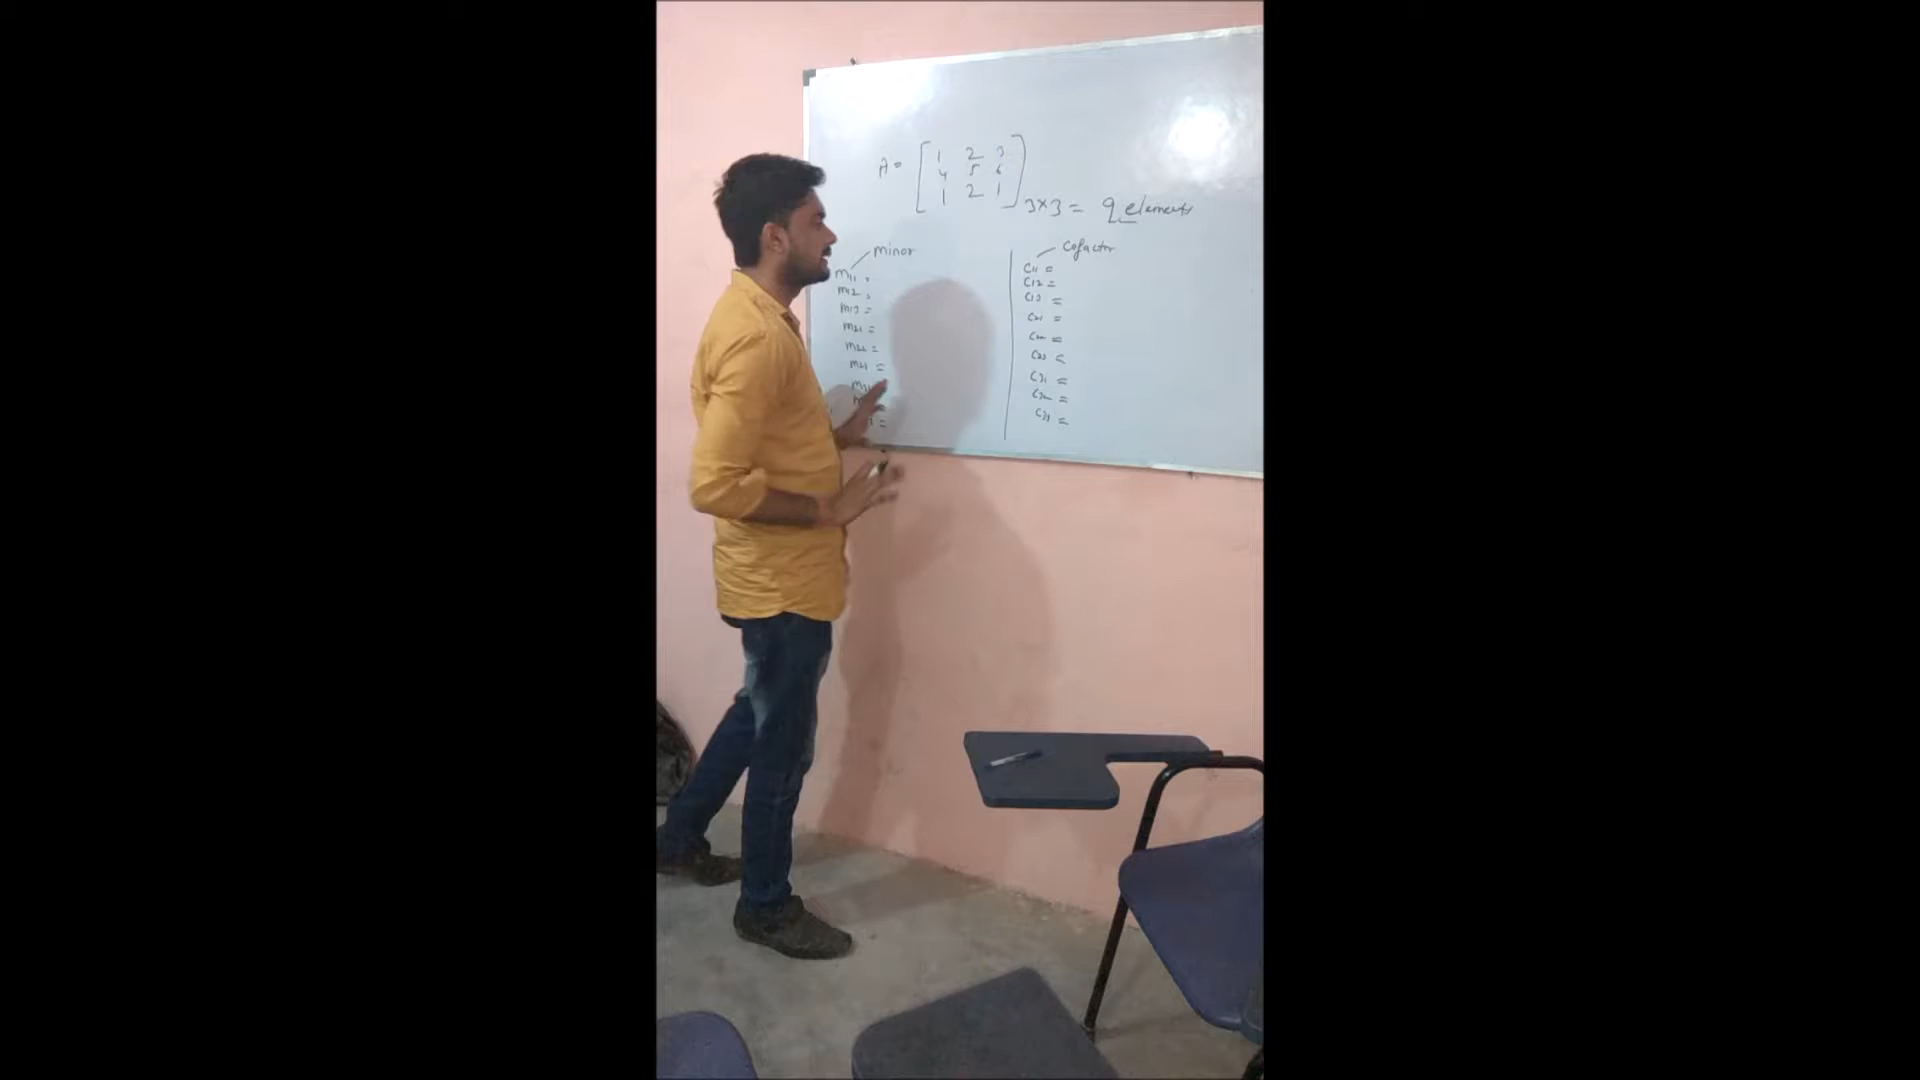 A = [ 1 2 3
4 5 6
1 2 1 ] 3×3 = 9 elements
minor
m11 =
m12 =
m13 =
m21 =
m22 =
m23 =
=
=
cofactor
c11 =
c12 =
c13 =
c21 =
c22 =
c23 =
c31 =
c32 =
c33 =